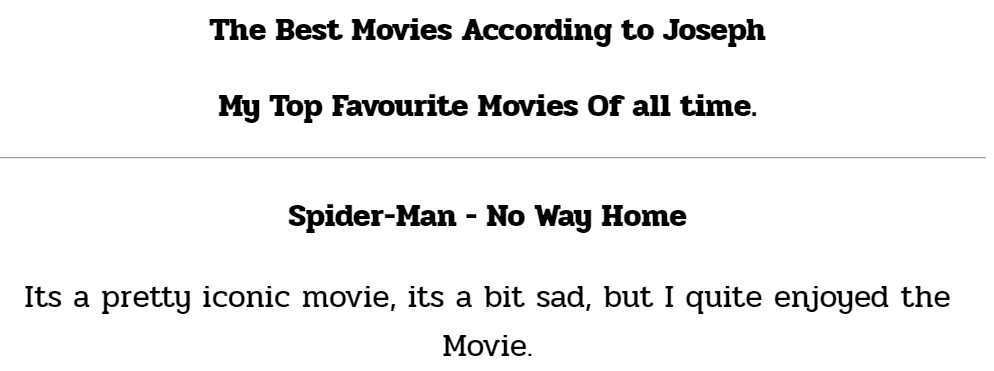 The Best Movies According to Joseph
My Top Favourite Movies Of all time.
Spider-Man - No Way Home
Its a pretty iconic movie, its a bit sad, but I quite enjoyed the
Movie.